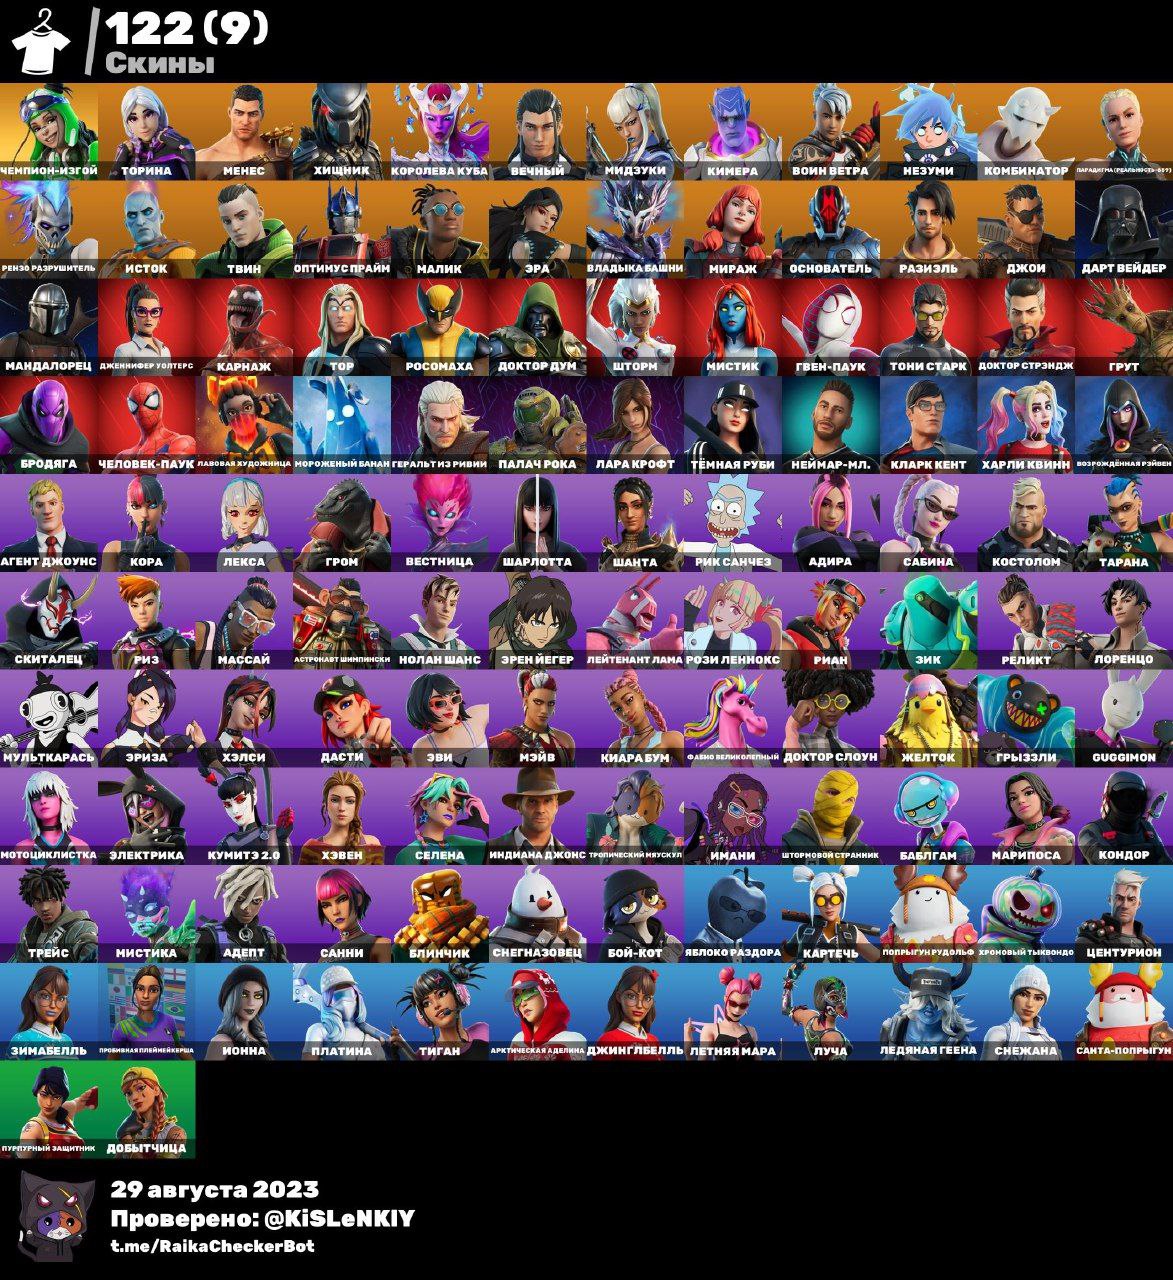 122 (9)
Скины
ЧЕМПИОН-ИЗГОЙ ТОРИНА МЕНЕС ХИЩНИК КОРОЛЕВА КУБА ВЕЧНЫЙ МИДЗУКИ КИМЕРА ВОИН ВЕТРА НЕЗУМИ КОМБИНАТОР ПАРАДИГМА (РЕАЛЬНОСТЬ-659)
РЕНЗО РАЗРУШИТЕЛЬ ИСТОК ТВИН ОПТИМУС ПРАЙМ МАЛИК ЭРА ВЛАДЫКА БАШНИ МИРАЖ ОСНОВАТЕЛЬ РАЗИЭЛЬ ДЖОИ ДАРТ ВЕЙДЕР
МАНДАЛОРЕЦ ДЖЕННИФЕР УОЛТЕРС КАРНАЖ ТОР РОСОМАХА ДОКТОР ДУМ ШТОРМ МИСТИК ГВЕН-ПАУК ТОНИ СТАРК ДОКТОР СТРЭНДЖ ГРУТ
БРОДЯГА ЧЕЛОВЕК-ПАУК ЛАВОВАЯ ХУДОЖНИЦА МОРОЖЕНЫЙ БАНАН ГЕРАЛЬТ ИЗ РИВИИ ПАЛАЧ РОКА ЛАРА КРОФТ ТЁМНАЯ РУБИ НЕЙМАР-МЛ. КЛАРК КЕНТ ХАРЛИ КВИНН ВОЗРОЖДЁННАЯ РЭЙВЕН
АГЕНТ ДЖОУНС КОРА ЛЕКСА ГРОМ ВЕСТНИЦА ШАРЛОТТА ШАНТА РИК САНЧЕЗ АДИРА САБИНА КОСТОЛОМ ТАРАНА
СКИТАЛЕЦ РИЗ МАССАЙ АСТРОНАВТ ШИМПИНСКИ НОЛАН ШАНС ЭРЕН ЙЕГЕР ЛЕЙТЕНАНТ ЛАМА РОЗИ ЛЕННОКС РИАН ЗИК РЕЛИКТ ЛОРЕНЦО
МУЛЬТКАРАСЬ ЭРИЗА ХЭЛСИ ДАСТИ ЭВИ МЭЙВ КИАРА БУМ ФАБИО ВЕЛИКОЛЕПНЫЙ ДОКТОР СЛОУН ЖЕЛТОК ГРЫЗЗЛИ GUGGIMON
МОТОЦИКЛИСТКА ЭЛЕКТРИКА КУМИТЭ 2.0 ХЭВЕН СЕЛЕНА ИНДИАНА ДЖОНС ТРОПИЧЕСКИЙ МЯУСКУЛ ИМАНИ ШТОРМОВОЙ СТРАННИК БАБЛГАМ МАРИПОСА КОНДОР
ТРЕЙС МИСТИКА АДЕПТ САННИ БЛИНЧИК СНЕГНАЗОВЕЦ БОЙ-КОТ ЯБЛОКО РАЗДОРА КАРТЕЧЬ ПОПРЫГУН РУДОЛЬФ ХРОМОВЫЙ ТЫКВОНДО ЦЕНТУРИОН
ЗИМАБЕЛЛЬ ПРОБИВНАЯ ПЛЕЙМЕЙКЕРША ИОННА ПЛАТИНА ТИГАН АРКТИЧЕСКАЯ АДЕЛИНА ДЖИНГЛБЕЛЛЬ ЛЕТНЯЯ МАРА ЛУЧА ЛЕДЯНАЯ ГЕЕНА СНЕЖАНА САНТА-ПОПРЫГУН
ПУРПУРНЫЙ ЗАЩИТНИК ДОБЫТЧИЦА
29 августа 2023
Проверено: @KiSLeNKIY
t.me/RaikaCheckerBot